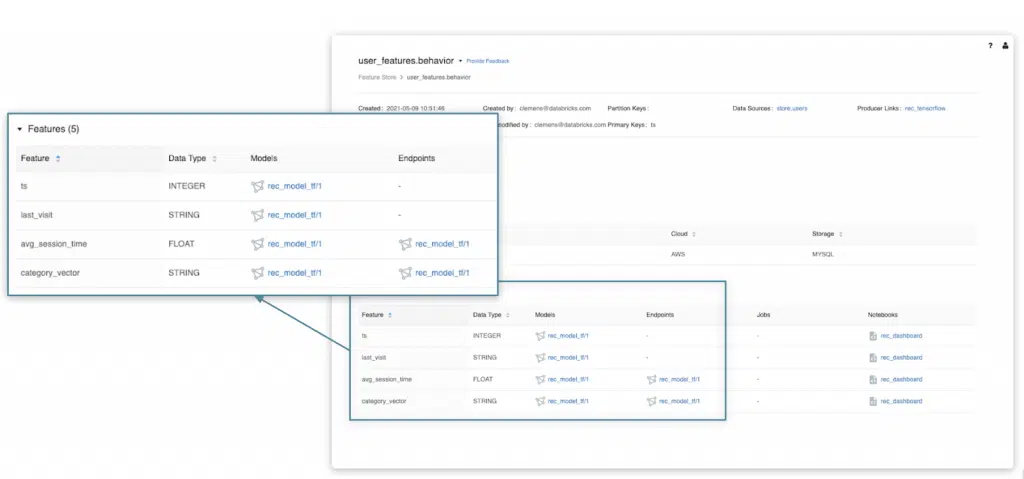 ? 
user_features.behavior • Provide Feedback
Feature Store > user_features.behavior
Created : 2021-05-09 10:51:46 Created by : clemens@databricks.com Partition Keys : Data Sources: store.users Producer Links: rec_tensorflow
modified by : clemens@databricks.com Primary Keys : ts
Features (5)
Feature Data Type Models Endpoints
ts INTEGER rec_model_tf/1 -
last_visit STRING rec_model_tf/1 -
avg_session_time FLOAT rec_model_tf/1 rec_model_tf/1
category_vector STRING rec_model_tf/1 rec_model_tf/1
Cloud Storage
AWS MYSQL
Feature Data Type Models Endpoints Jobs Notebooks
ts INTEGER rec_model_tf/1 - - rec_dashboard
last_visit STRING rec_model_tf/1 - - rec_dashboard
avg_session_time FLOAT rec_model_tf/1 rec_model_tf/1 - rec_dashboard
category_vector STRING rec_model_tf/1 rec_model_tf/1 - rec_dashboard